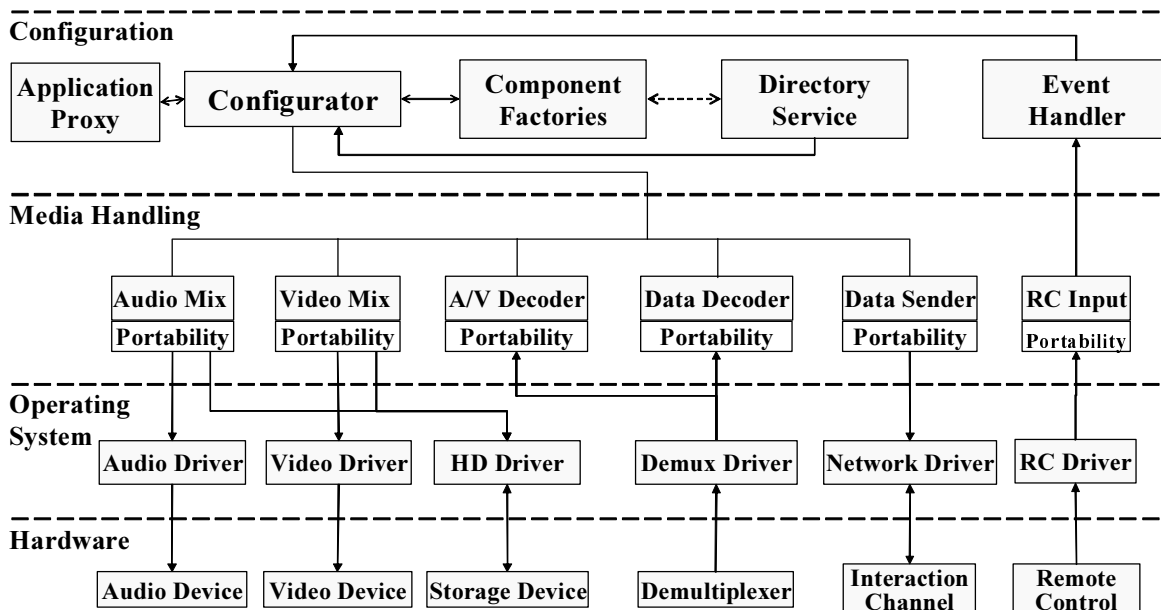 Configuration
Application
Proxy
Configurator
Component
Factories
Directory
Service
Event
Handler
Media Handling
Audio Mix
Video Mix
A/V Decoder
Data Decoder
Data Sender
RC Input
Portability
Portability
Portability
Portability
Portability
Portability
Operating
System
Audio Driver
Video Driver
HD Driver
Demux Driver
Network Driver
RC Driver
Hardware
Audio Device
Video Device
Storage Device
Demultiplexer
Interaction
Channel
Remote
Control